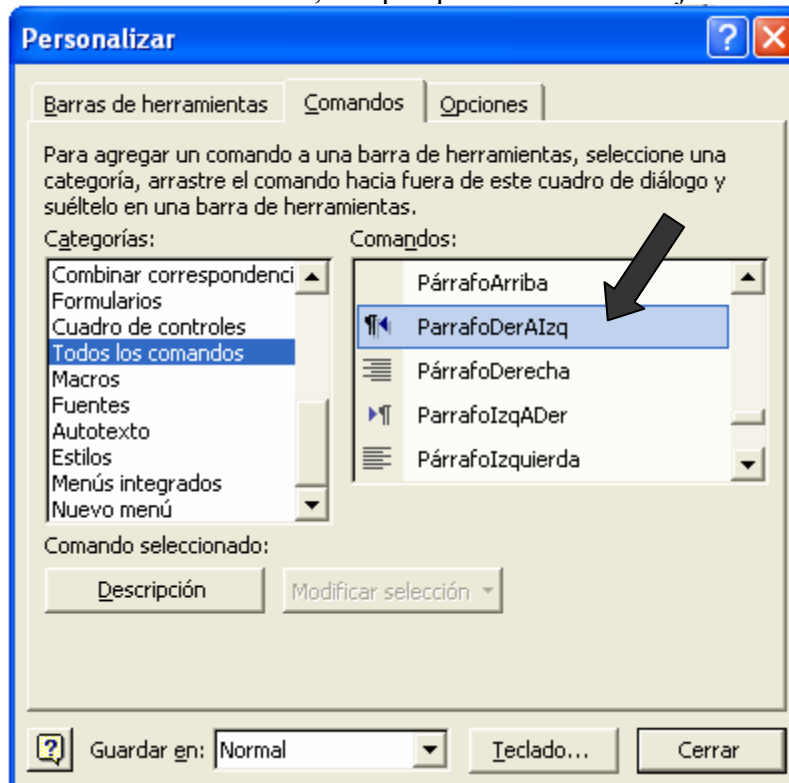 Personalizar
Barras de herramientas
Comandos
Opciones
Para agregar un comando a una barra de herramientas, seleccione una
categoría, arrastre el comando hacia fuera de este cuadro de diálogo y
suéltelo en una barra de herramientas.
Categorías:
Combinar correspondenci
Formularios
Cuadro de controles
Todos los comandos
Macros
Fuentes
Autotexto
Estilos
Menús integrados
Nuevo menú
Comandos:
PárrafoArriba
ParrafoDerAIzq
PárrafoDerecha
ParrafoIzqADer
PárrafoIzquierda
Comando seleccionado:
Descripción
Modificar selección
Guardar en: Normal
Teclado...
Cerrar